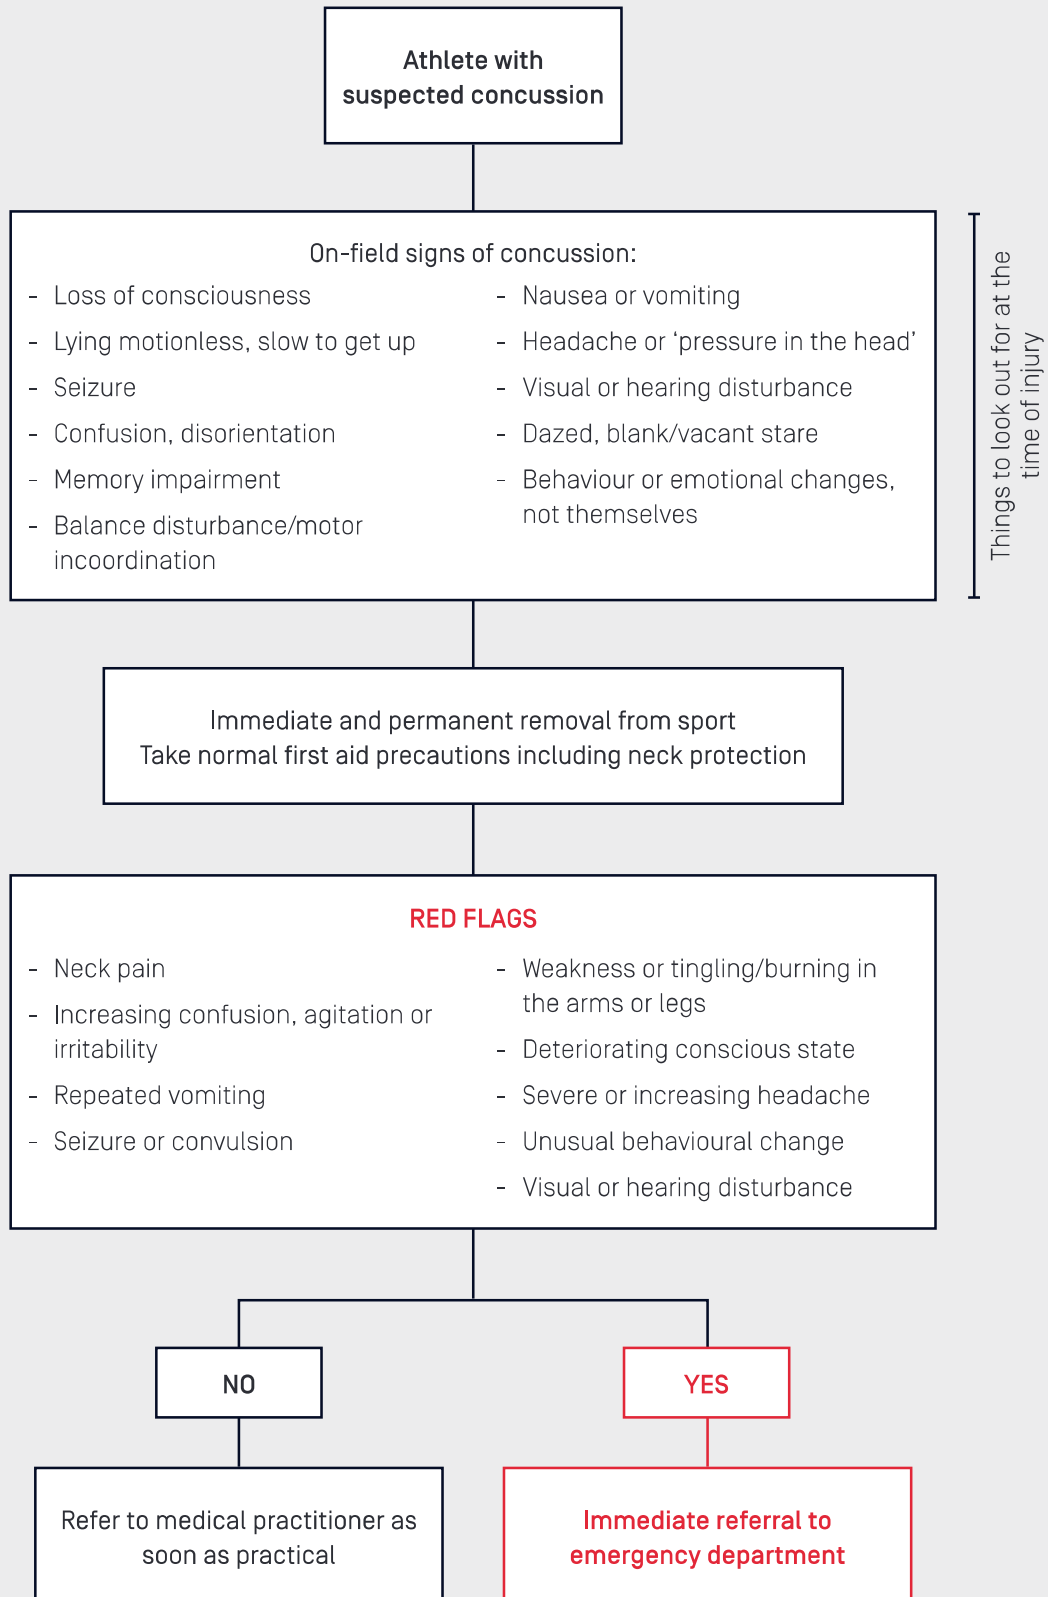 Athlete with
suspected concussion
On-field signs of concussion:
- Loss of consciousness
- Lying motionless, slow to get up
- Seizure
- Confusion, disorientation
- Memory impairment
- Balance disturbance/motor
incoordination
- Nausea or vomiting
- Headache or ‘pressure in the head’
- Visual or hearing disturbance
- Dazed, blank/vacant stare
- Behaviour or emotional changes,
not themselves
Things to look out for at the
time of injury
Immediate and permanent removal from sport
Take normal first aid precautions including neck protection
RED FLAGS
- Neck pain
- Increasing confusion, agitation or
irritability
- Repeated vomiting
- Seizure or convulsion
- Weakness or tingling/burning in
the arms or legs
- Deteriorating conscious state
- Severe or increasing headache
- Unusual behavioural change
- Visual or hearing disturbance
NO
YES
Refer to medical practitioner as
soon as practical
Immediate referral to
emergency department